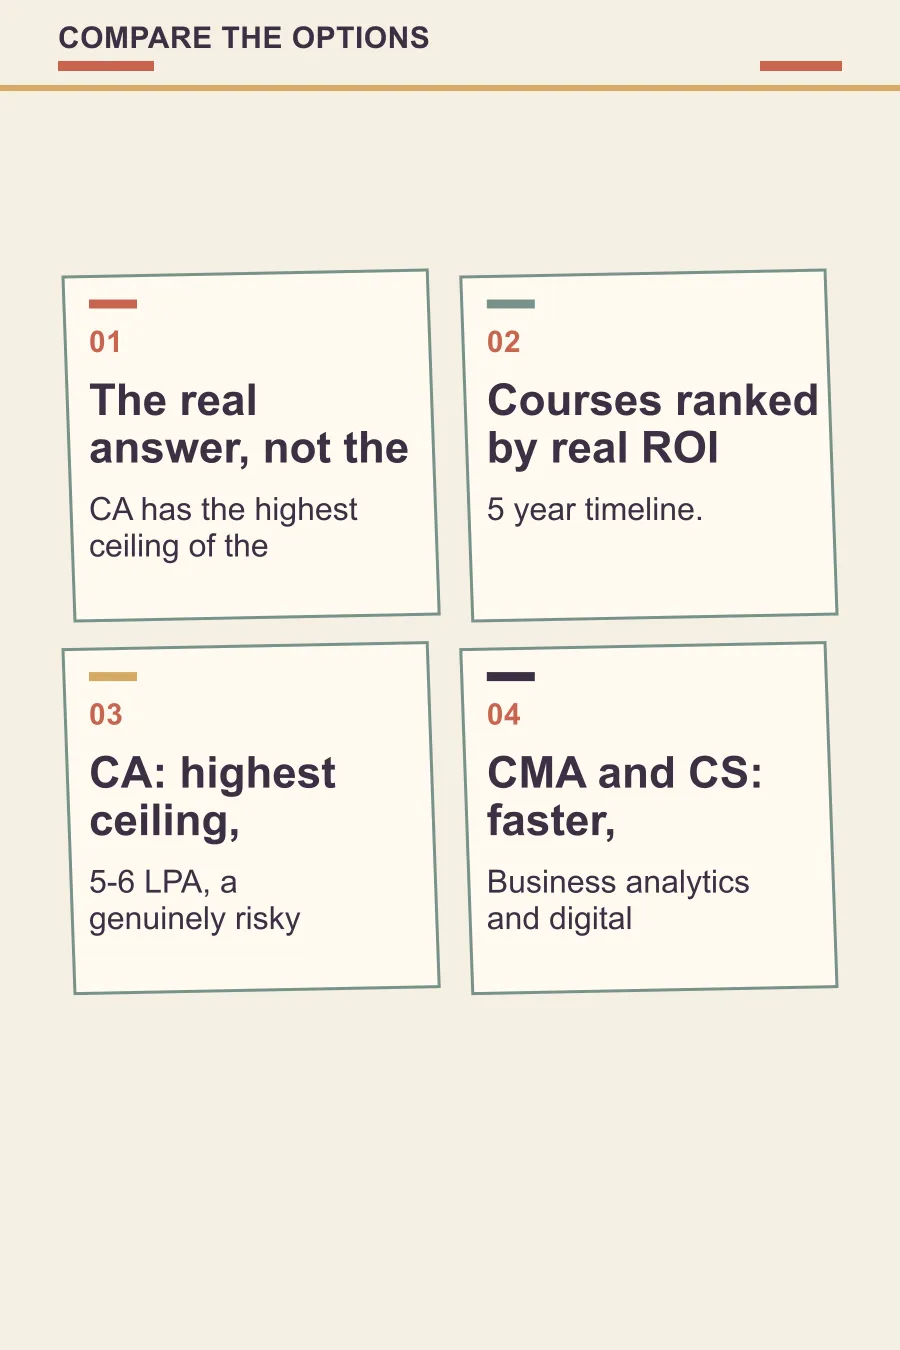 COMPARE THE OPTIONS
01
The real
answer, not the
CA has the highest
ceiling of the
02
Courses ranked
by real ROI
5 year timeline.
03
CA: highest
ceiling,
5-6 LPA, a
genuinely risky
04
CMA and CS:
faster,
Business analytics
and digital